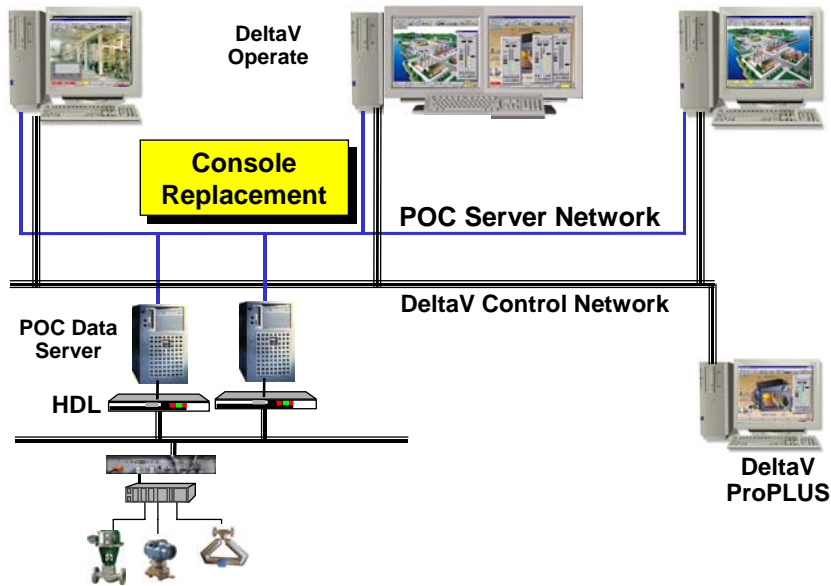 DeltaV
Operate
Console
Replacement
POC Server Network
DeltaV Control Network
POC Data
Server
HDL
DeltaV
ProPLUS